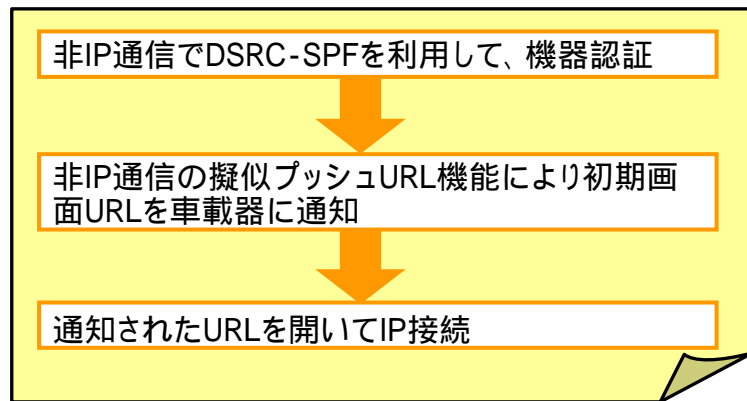 非IP通信でDSRC-SPFを利用して、機器認証
非IP通信の擬似プッシュURL機能により初期画
面URLを車載器に通知
通知されたURLを開いてIP接続